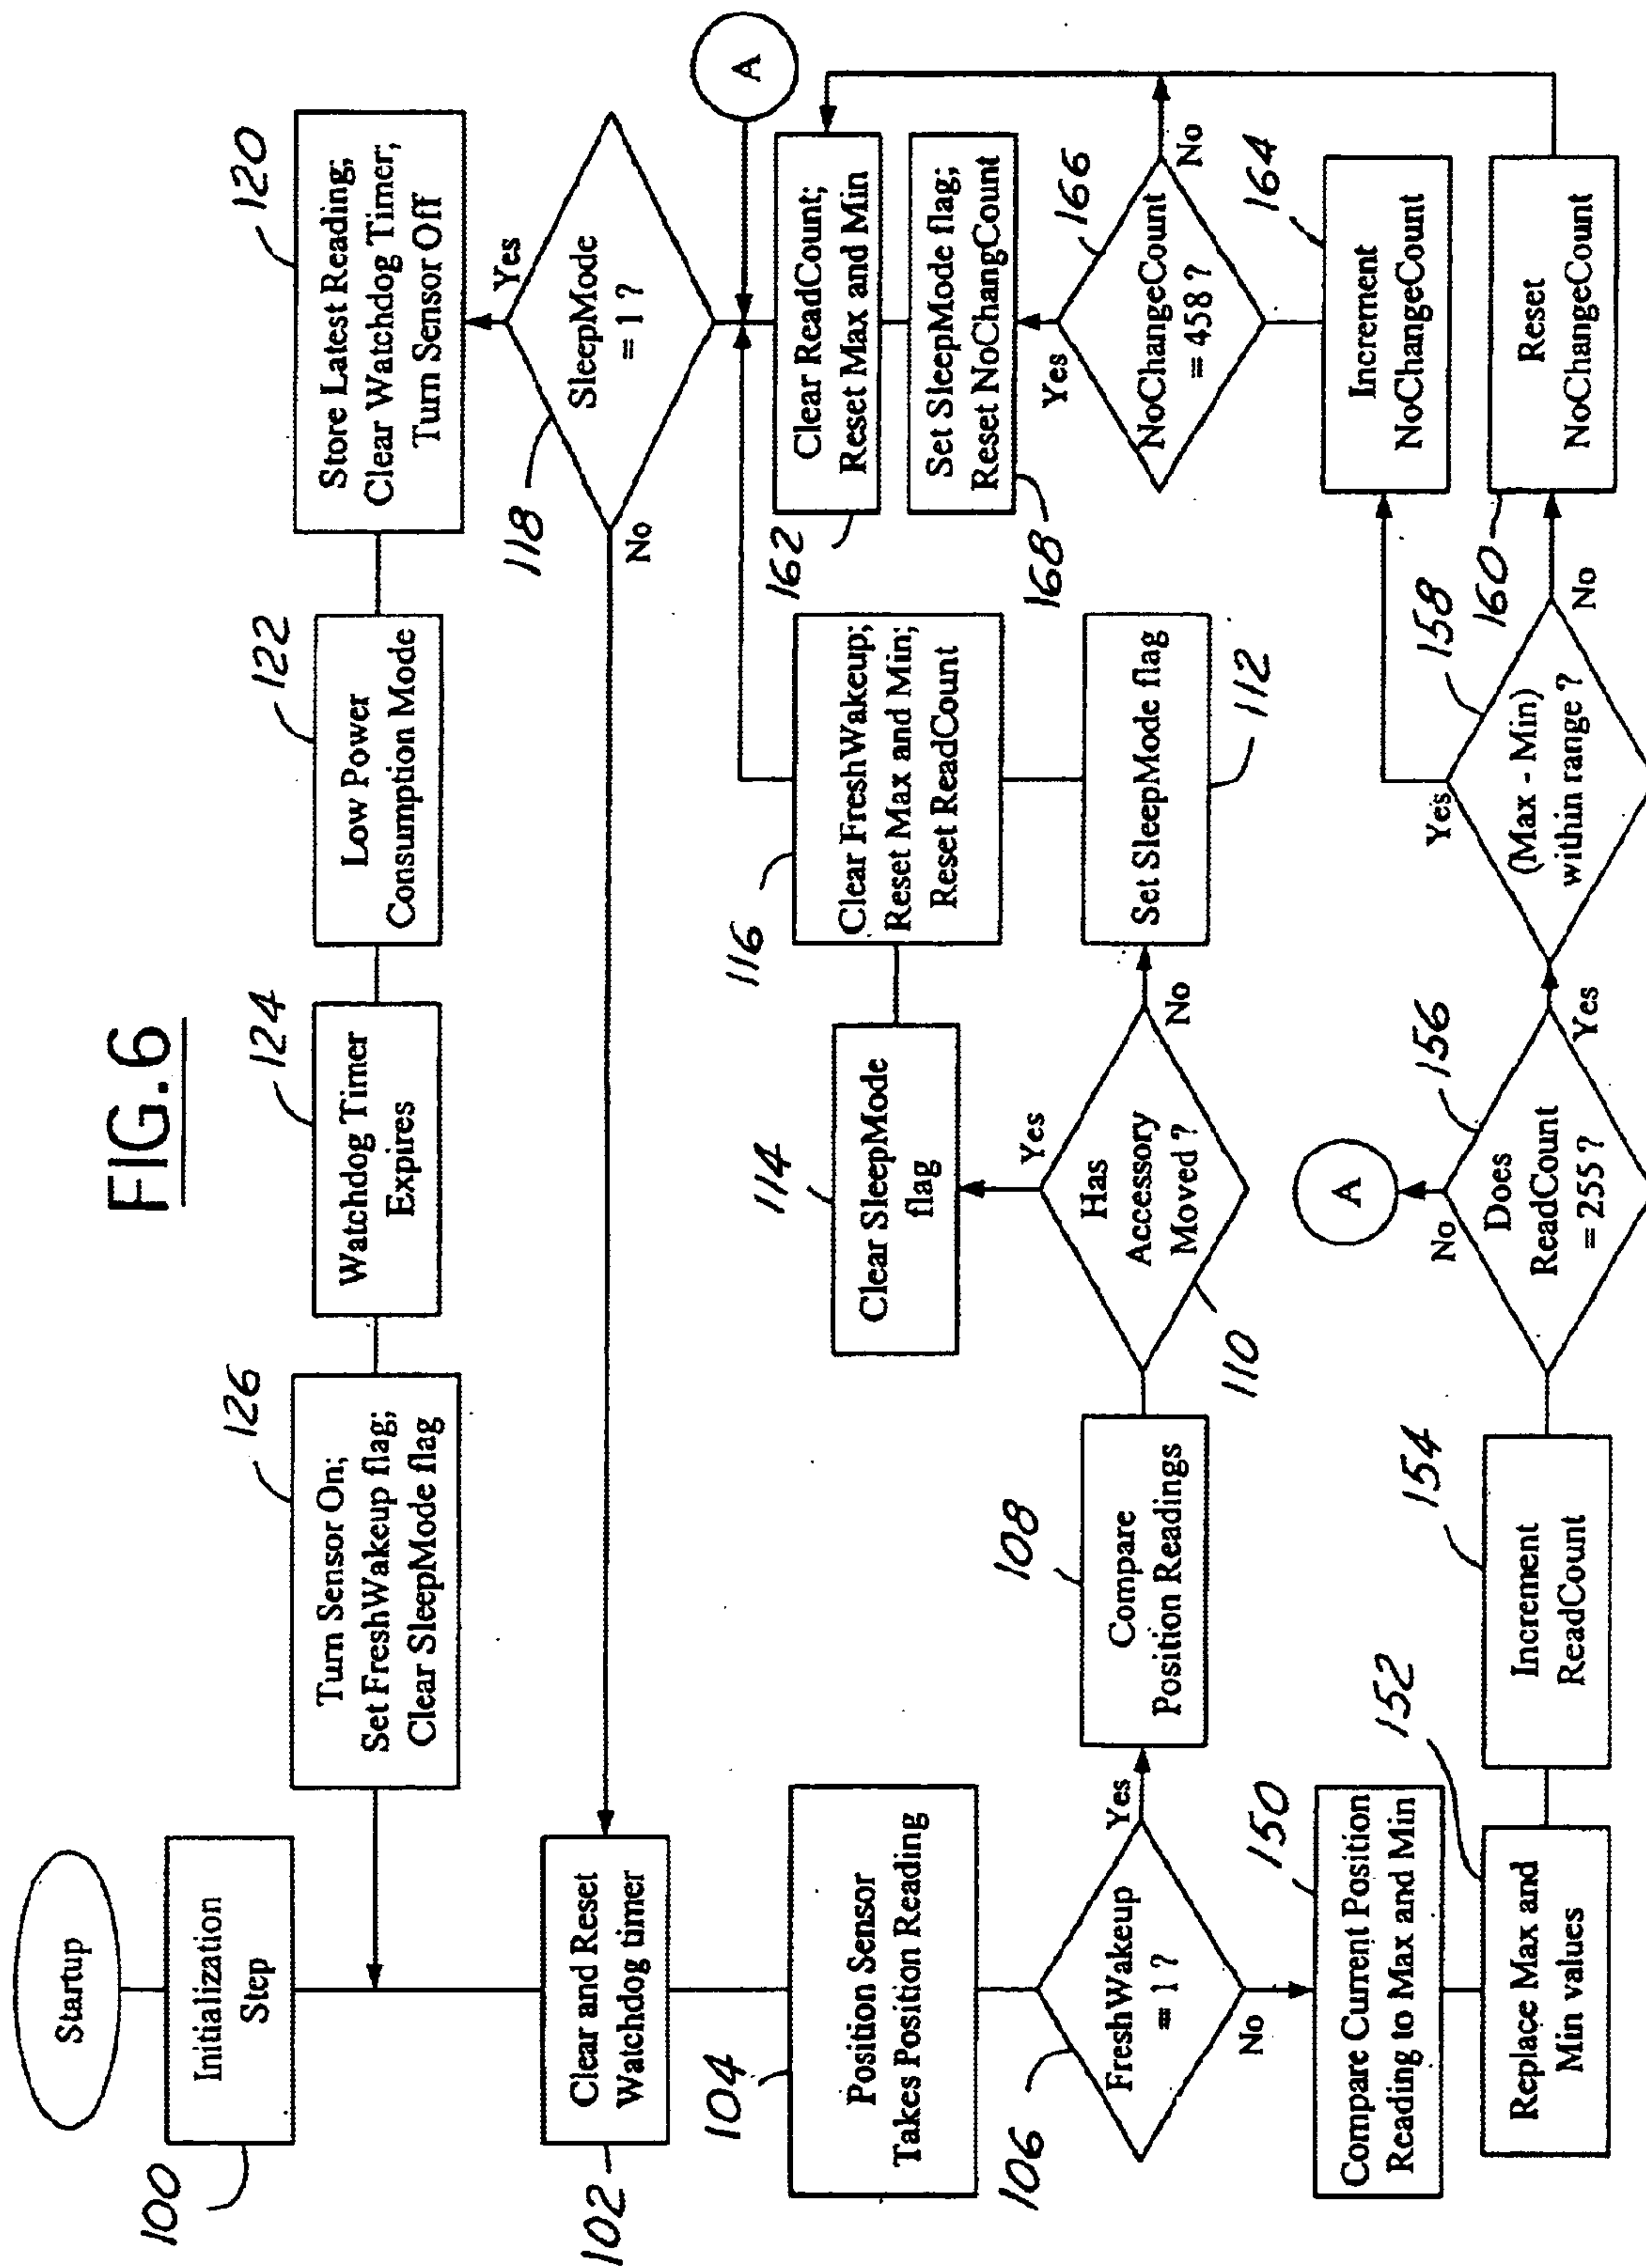 FIG.6
Startup
Initialization
Step
100
Turn Sensor On;
Set FreshWakeup flag;
Clear SleepMode flag
126
Watchdog Timer
Expires
124
Low Power
Consumption Mode
122
Store Latest Reading;
Clear Watchdog Timer;
Turn Sensor Off
120
Yes
SleepMode
= 1 ?
118
No
A
Clear and Reset
Watchdog timer
102
Position Sensor
Takes Position Reading
104
FreshWakeup
= 1 ?
106
Yes
No
Compare
Position Readings
108
Has
Accessory
Moved ?
110
Yes
No
Clear SleepMode
flag
114
Clear FreshWakeup;
Reset Max and Min;
Reset ReadCount
116
Set SleepMode flag
112
Clear ReadCount;
Reset Max and Min
162
Set SleepMode flag;
Reset NoChangCount
168
NoChangeCount
= 458 ?
166
Yes
No
Increment
NoChangeCount
164
Compare Current Position
Reading to Max and Min
150
Replace Max and
Min values
152
Increment
ReadCount
154
Does
ReadCount
= 255 ?
156
No
A
Yes
(Max - Min)
within range ?
158
Yes
No
Reset
NoChangeCount
160